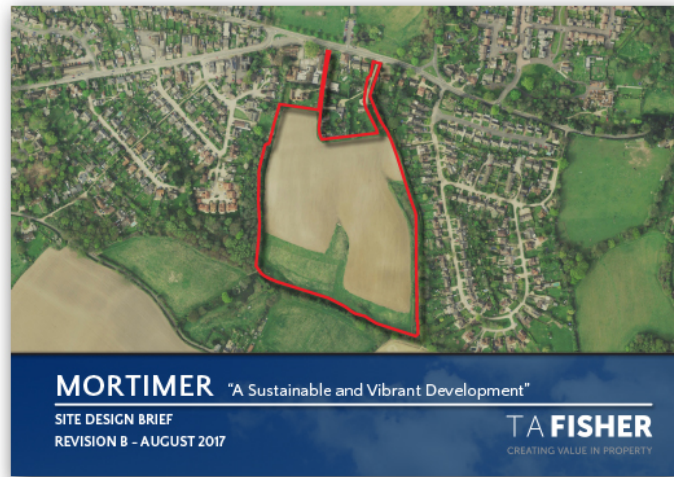 MORTIMER "A Sustainable and Vibrant Development"
SITE DESIGN BRIEF
REVISION B – AUGUST 2017
TA FISHER
CREATING VALUE IN PROPERTY